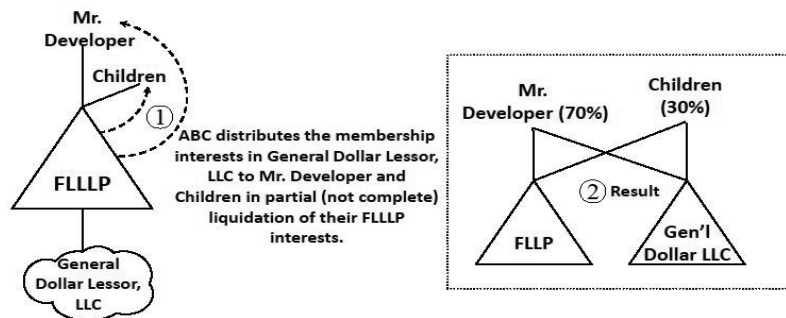 Mr.
Developer
Children
1
FLLLP
General
Dollar Lessor,
LLC
ABC distributes the membership
interests in General Dollar Lessor,
LLC to Mr. Developer and
Children in partial (not complete)
liquidation of their FLLLP
interests.
Mr.
Developer (70%)
Children
(30%)
2 Result
FLLP
Gen'l
Dollar LLC